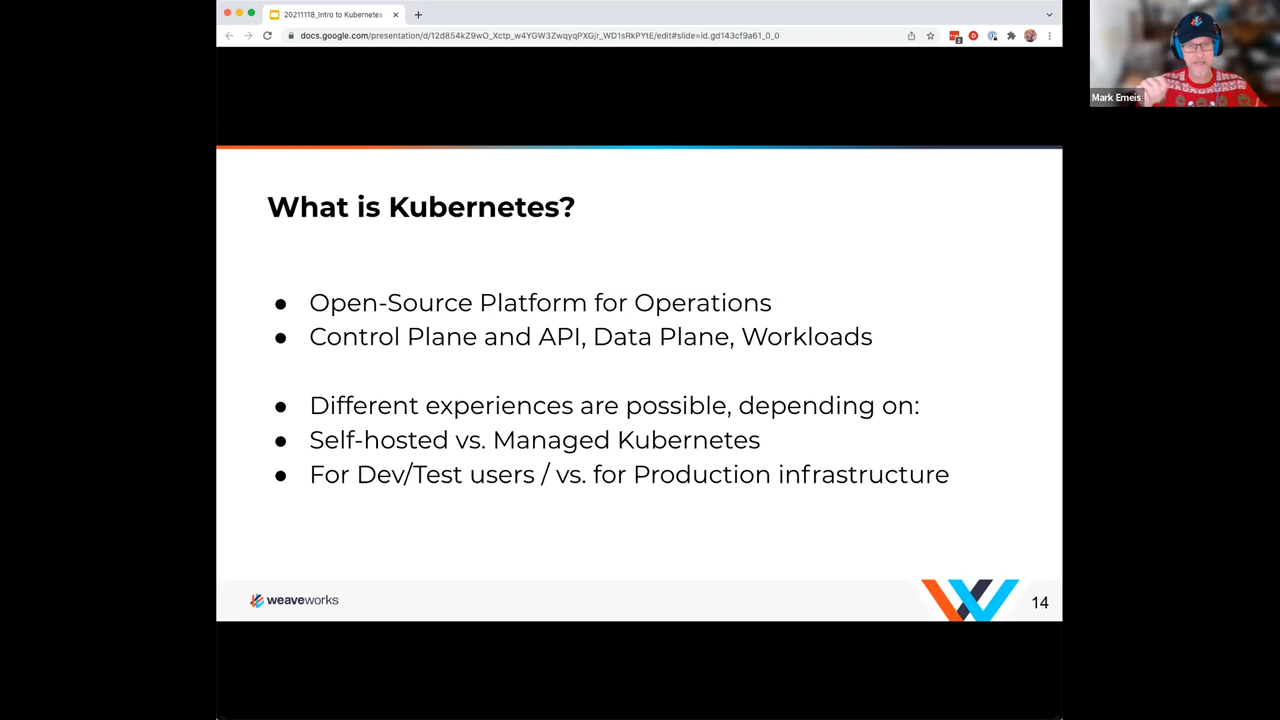 20211118_Intro to Kubernetes
docs.google.com/presentation/d/12d854kZ9wO_Xctp_w4YGW3ZwqyqPXGjr_WD1sRkPYtE/edit#slide=id.gd143cf9a61_0_0
Mark Emeis
What is Kubernetes?
● Open-Source Platform for Operations
● Control Plane and API, Data Plane, Workloads
● Different experiences are possible, depending on:
● Self-hosted vs. Managed Kubernetes
● For Dev/Test users / vs. for Production infrastructure
weaveworks
14